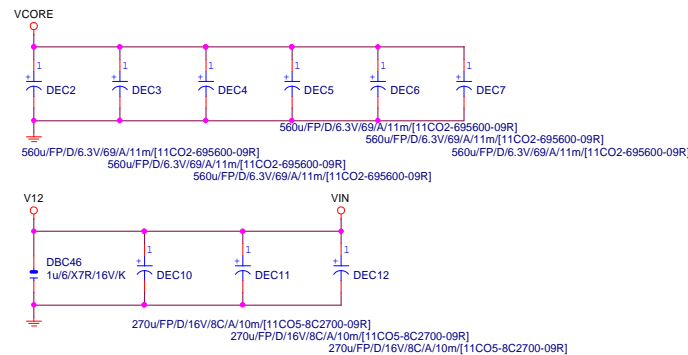 VCORE
1 1 1 1 1 1
+ + + + + +
DEC2 DEC3 DEC4 DEC5 DEC6 DEC7
560u/FP/D/6.3V/69/A/11m/[11CO2-695600-09R]
560u/FP/D/6.3V/69/A/11m/[11CO2-695600-09R]
560u/FP/D/6.3V/69/A/11m/[11CO2-695600-09R] 560u/FP/D/6.3V/69/A/11m/[11CO2-695600-09R]
560u/FP/D/6.3V/69/A/11m/[11CO2-695600-09R]
560u/FP/D/6.3V/69/A/11m/[11CO2-695600-09R]
V12 VIN
1 1 1
+ + +
DBC46
1u/6/X7R/16V/K DEC10 DEC11 DEC12
270u/FP/D/16V/8C/A/10m/[11CO5-8C2700-09R]
270u/FP/D/16V/8C/A/10m/[11CO5-8C2700-09R]
270u/FP/D/16V/8C/A/10m/[11CO5-8C2700-09R]